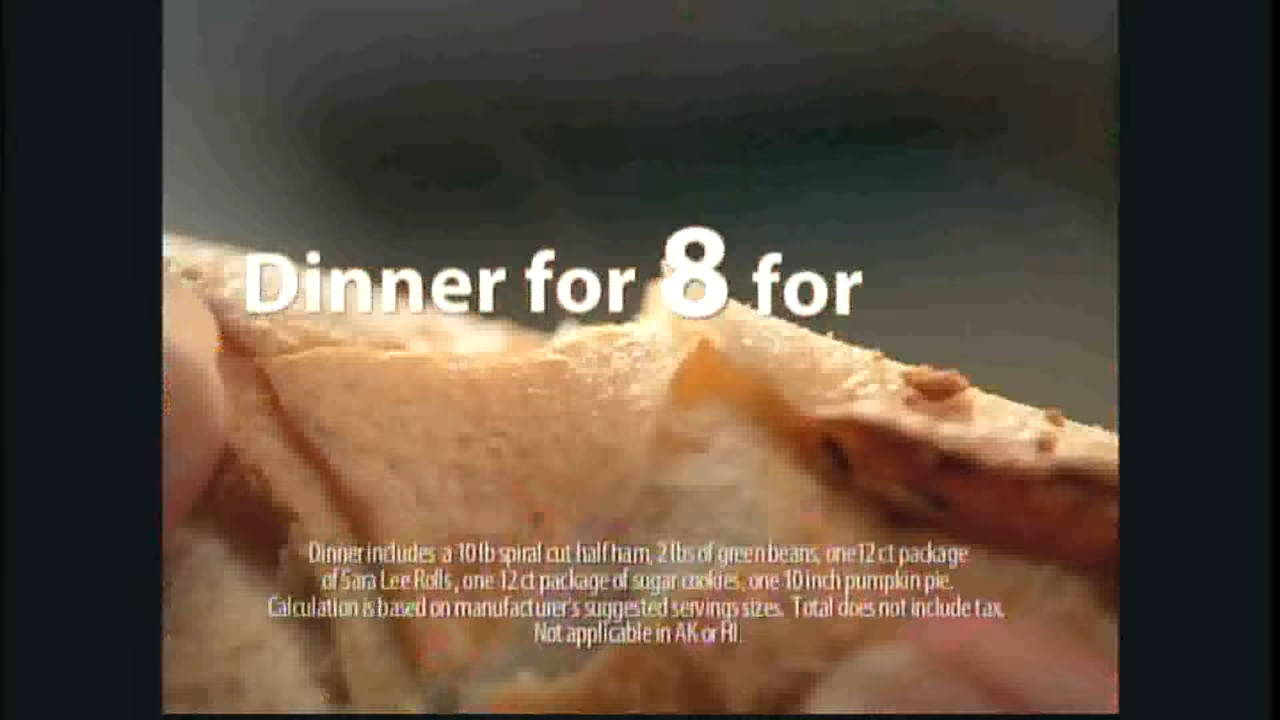 Dinner for 8 for
Dinner includes a 10 lb spiral cut half ham, 2 lbs of green beans, one 12 ct package
of Sara Lee Rolls, one 12 ct package of sugar cookies, one 10 inch pumpkin pie.
Calculation is based on manufacturer's suggested servings sizes. Total does not include tax.
Not applicable in AK or HI.